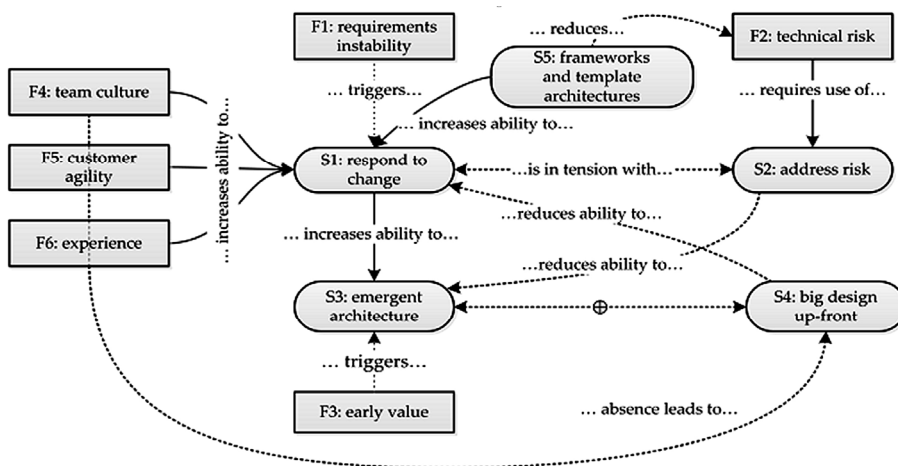 F1: requirements
instability
... reduces...
F2: technical risk
S5: frameworks
and template
architectures
F4: team culture
... triggers...
... requires use of...
... increases ability to...
... increases ability to...
F5: customer
agility
S1: respond to
change
...is in tension with...
S2: address risk
...reduces ability to...
F6: experience
... increases ability to...
...reduces ability to...
S3: emergent
architecture
S4: big design
up-front
... triggers...
F3: early value
... absence leads to...